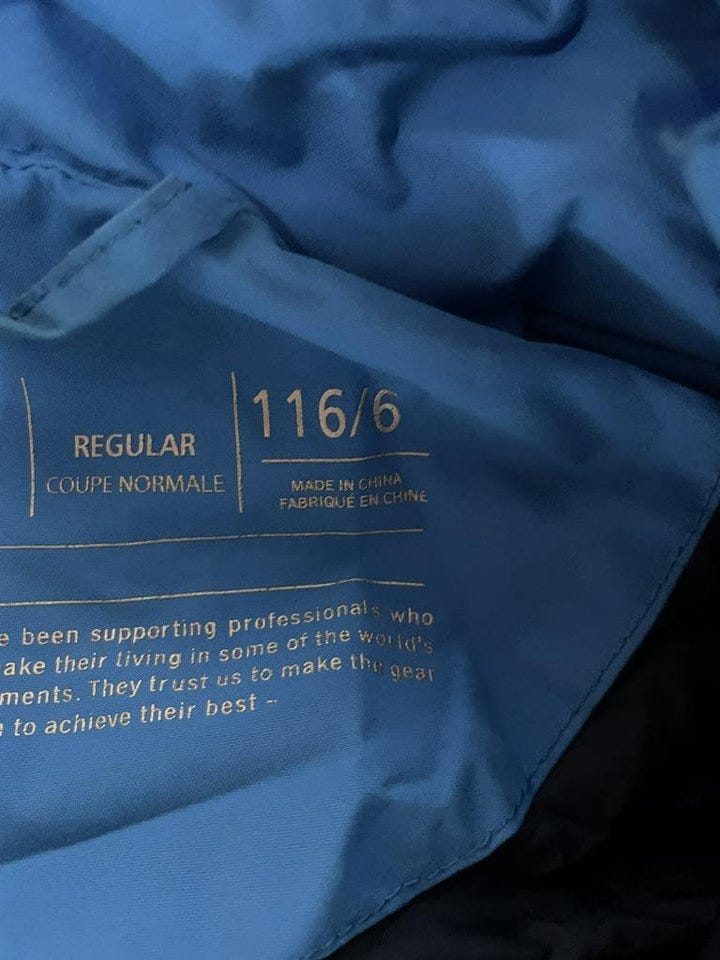 REGULAR
COUPE NORMALE
116/6
MADE IN CHINA
FABRIQUÉ EN CHINE
e been supporting professionals who
ake their living in some of the world's
ments. They trust us to make the gear
to achieve their best -